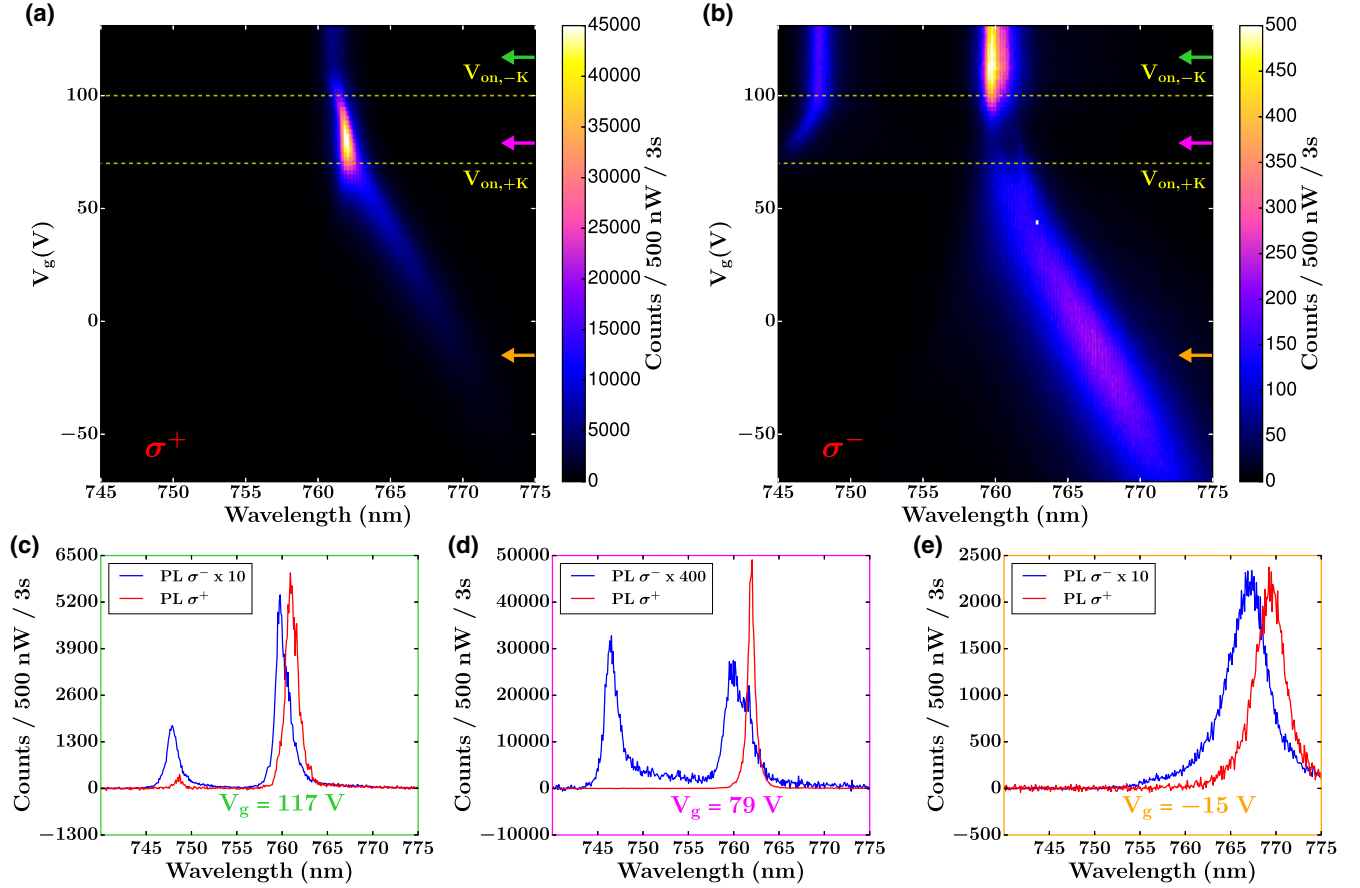 (a)
V_g(V)
100
50
0
−50
V_on,−K
V_on,+K
σ^+
745 750 755 760 765 770 775
Wavelength (nm)
45000
40000
35000
30000
25000
20000
15000
10000
5000
0
Counts / 500 nW / 3s
(b)
V_g(V)
100
50
0
−50
V_on,−K
V_on,+K
σ^−
745 750 755 760 765 770 775
Wavelength (nm)
500
450
400
350
300
250
200
150
100
50
0
Counts / 500 nW / 3s
(c)
Counts / 500 nW / 3s
6500
5200
3900
2600
1300
0
−1300
PL σ^− x 10
PL σ^+
V_g = 117 V
745 750 755 760 765 770 775
Wavelength (nm)
(d)
Counts / 500 nW / 3s
50000
40000
30000
20000
10000
0
−10000
PL σ^− x 400
PL σ^+
V_g = 79 V
745 750 755 760 765 770 775
Wavelength (nm)
(e)
Counts / 500 nW / 3s
2500
2000
1500
1000
500
0
−500
PL σ^− x 10
PL σ^+
V_g = −15 V
745 750 755 760 765 770 775
Wavelength (nm)